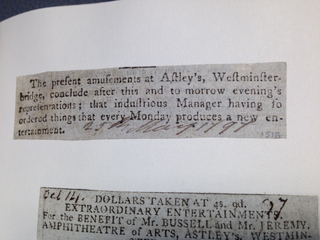 The present amusements at Astley's, Westminster-
bridge, conclude after this and to morrow evening's
representations; that industrious Manager having so
ordered things that every Monday produces a new en-
tertainment.
Oct 14.
DOLLARS TAKEN AT 4s. 9d.
EXTRAORDINARY ENTERTAINMENTS
For the BENEFIT of Mr. BUSSELL and Mr. JEREMY,
AMPHITHEATRE of ARTS, ASTLEY'S, WESTMIN-